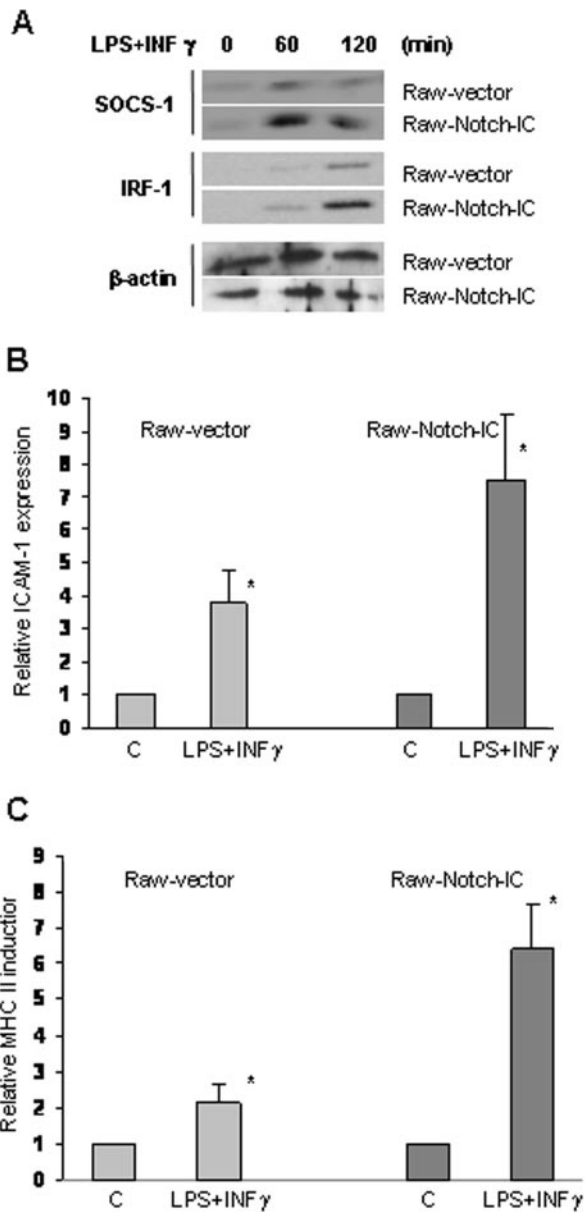 A
LPS+INF γ 0 60 120 (min)
SOCS-1
Raw-vector
Raw-Notch-IC
IRF-1
Raw-vector
Raw-Notch-IC
β-actin
Raw-vector
Raw-Notch-IC
B
Relative ICAM-1 expression
10
9
8
7
6
5
4
3
2
1
0
Raw-vector
Raw-Notch-IC
*
*
C LPS+INFγ C LPS+INFγ
C
Relative MHC II induction
9
8
7
6
5
4
3
2
1
0
Raw-vector
Raw-Notch-IC
*
*
C LPS+INFγ C LPS+INFγ